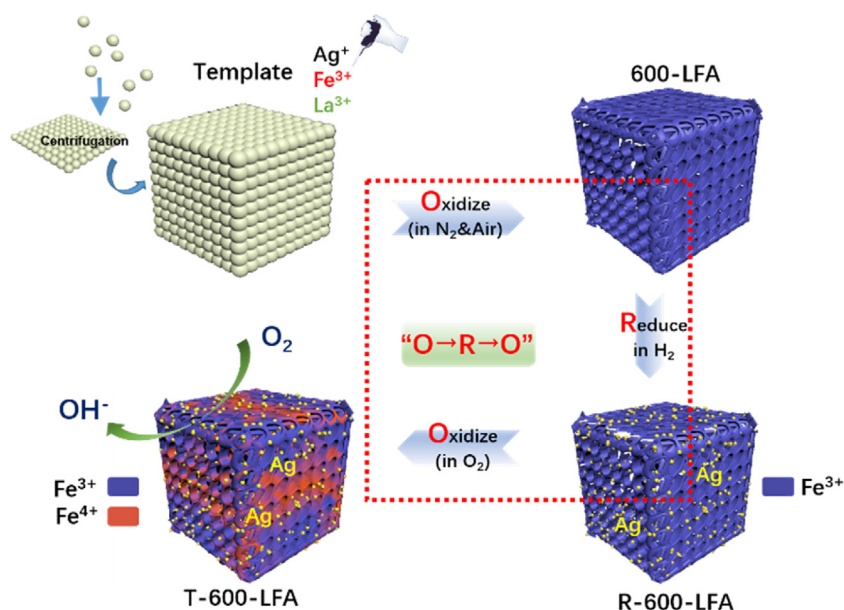 Template
Ag⁺
Fe³⁺
La³⁺
Centrifugation
600-LFA
Oxidize
(in N₂&Air)
Reduce
in H₂
“O→R→O”
O₂
OH⁻
Oxidize
(in O₂)
Ag
Ag
Ag
Ag
Fe³⁺
Fe⁴⁺
Fe³⁺
T-600-LFA
R-600-LFA